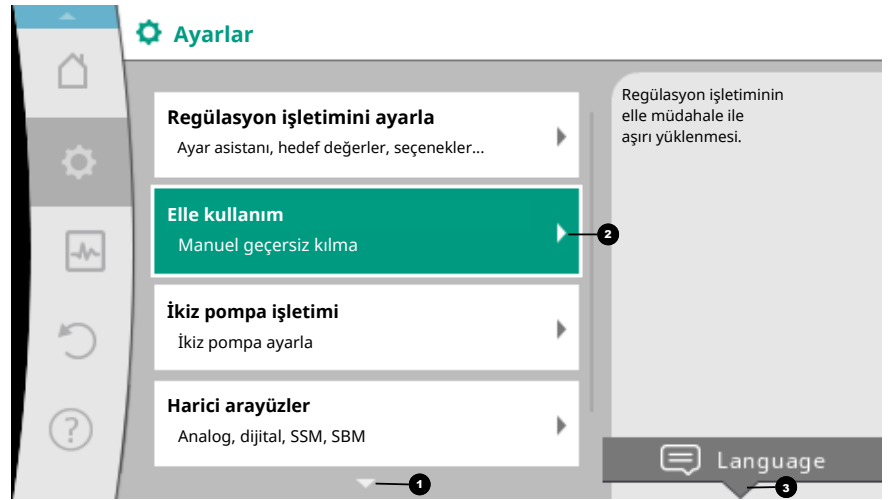 Ayarlar
Regülasyon işletimini ayarla
Ayar asistanı, hedef değerler, seçenekler...
Elle kullanım
Manuel geçersiz kılma
2
İkiz pompa işletimi
İkiz pompa ayarla
Harici arayüzler
Analog, dijital, SSM, SBM
1
Regülasyon işletiminin
elle müdahale ile
aşırı yüklenmesi.
?
Language
3